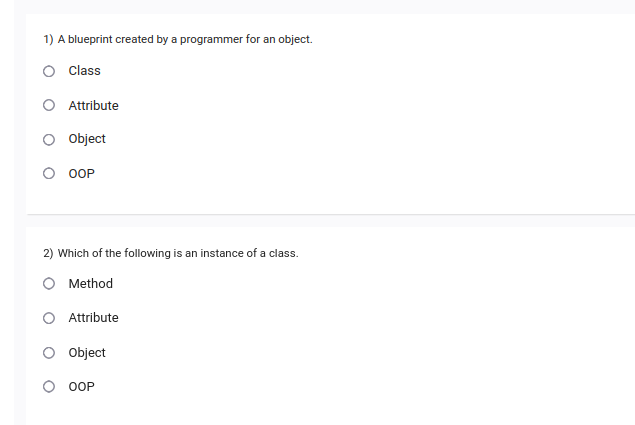 1) A blueprint created by a programmer for an object.
Class
Attribute
Object
OOP
2) Which of the following is an instance of a class.
Method
Attribute
Object
OOP